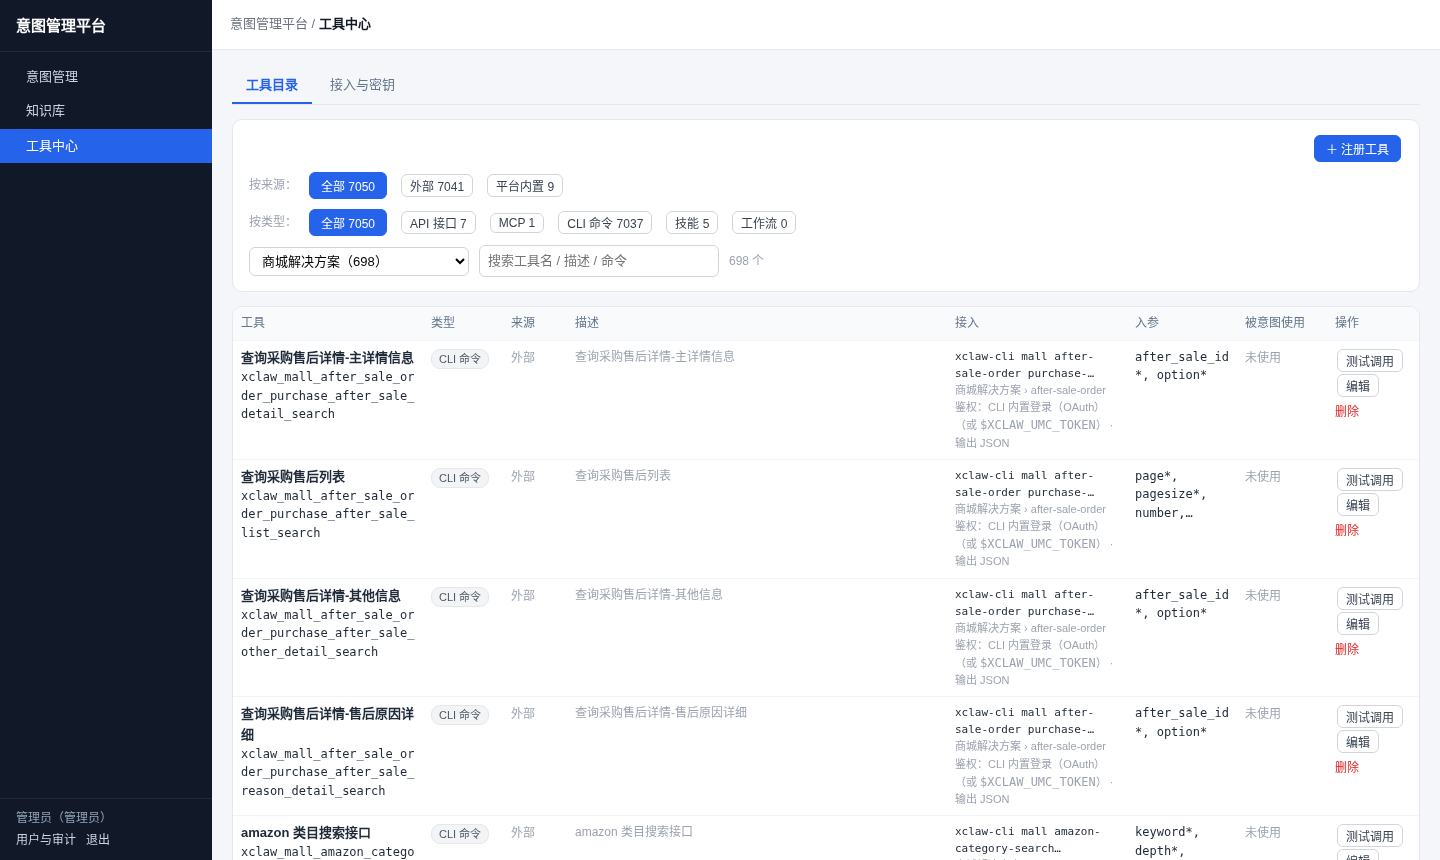 意图管理平台
意图管理平台 / 工具中心
意图管理
知识库
工具中心
工具目录 接入与密钥
＋ 注册工具
按来源： 全部 7050 外部 7041 平台内置 9
按类型： 全部 7050 API 接口 7 MCP 1 CLI 命令 7037 技能 5 工作流 0
商城解决方案（698） 搜索工具名 / 描述 / 命令 698 个
工具 类型 来源 描述 接入 入参 被意图使用 操作
查询采购售后详情-主详情信息
xclaw_mall_after_sale_or
der_purchase_after_sale_
detail_search
CLI 命令
外部
查询采购售后详情-主详情信息
xclaw-cli mall after-
sale-order purchase-…
商城解决方案 › after-sale-order
鉴权：CLI 内置登录（OAuth）
（或 $XCLAW_UMC_TOKEN） ·
输出 JSON
after_sale_id
*, option*
未使用
测试调用
编辑
删除
查询采购售后列表
xclaw_mall_after_sale_or
der_purchase_after_sale_
list_search
CLI 命令
外部
查询采购售后列表
xclaw-cli mall after-
sale-order purchase-…
商城解决方案 › after-sale-order
鉴权：CLI 内置登录（OAuth）
（或 $XCLAW_UMC_TOKEN） ·
输出 JSON
page*,
pagesize*,
number,…
未使用
测试调用
编辑
删除
查询采购售后详情-其他信息
xclaw_mall_after_sale_or
der_purchase_after_sale_
other_detail_search
CLI 命令
外部
查询采购售后详情-其他信息
xclaw-cli mall after-
sale-order purchase-…
商城解决方案 › after-sale-order
鉴权：CLI 内置登录（OAuth）
（或 $XCLAW_UMC_TOKEN） ·
输出 JSON
after_sale_id
*, option*
未使用
测试调用
编辑
删除
查询采购售后详情-售后原因详
细
xclaw_mall_after_sale_or
der_purchase_after_sale_
reason_detail_search
CLI 命令
外部
查询采购售后详情-售后原因详细
xclaw-cli mall after-
sale-order purchase-…
商城解决方案 › after-sale-order
鉴权：CLI 内置登录（OAuth）
（或 $XCLAW_UMC_TOKEN） ·
输出 JSON
after_sale_id
*, option*
未使用
测试调用
编辑
删除
amazon 类目搜索接口
xclaw_mall_amazon_catego
CLI 命令
外部
amazon 类目搜索接口
xclaw-cli mall amazon-
category-search…
keyword*,
depth*,
未使用
测试调用
管理员（管理员）
用户与审计 退出